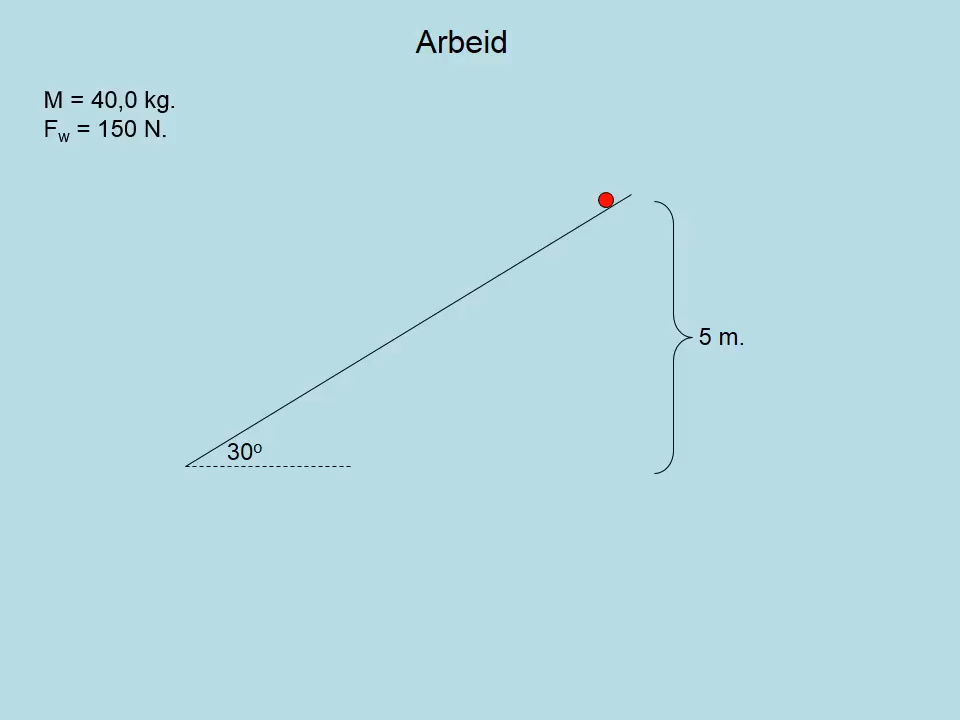 Arbeid
M = 40,0 kg.
Fw = 150 N.
5 m.
30º